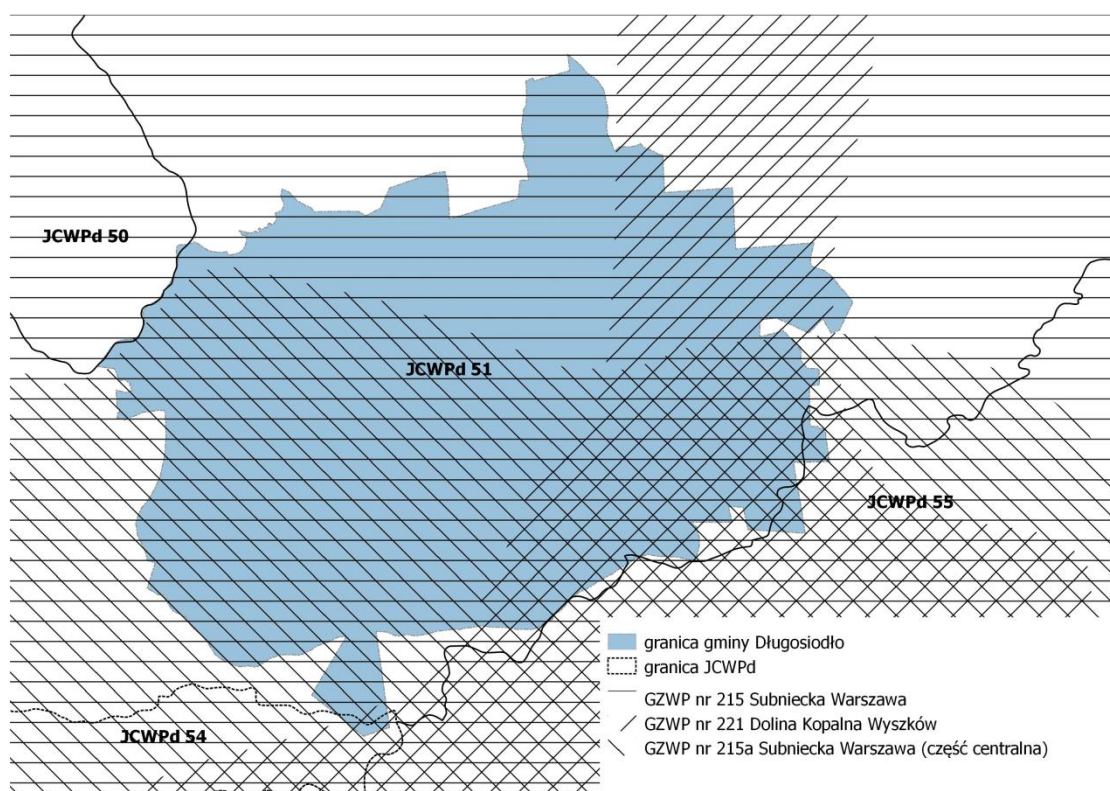 JCWPd 50
JCWPd 51
JCWPd 55
JCWPd 54
granica gminy Długosiodło
granica JCWPd
GZWP nr 215 Subniecka Warszawa
GZWP nr 221 Dolina Kopalna Wyszków
GZWP nr 215a Subniecka Warszawa (część centralna)